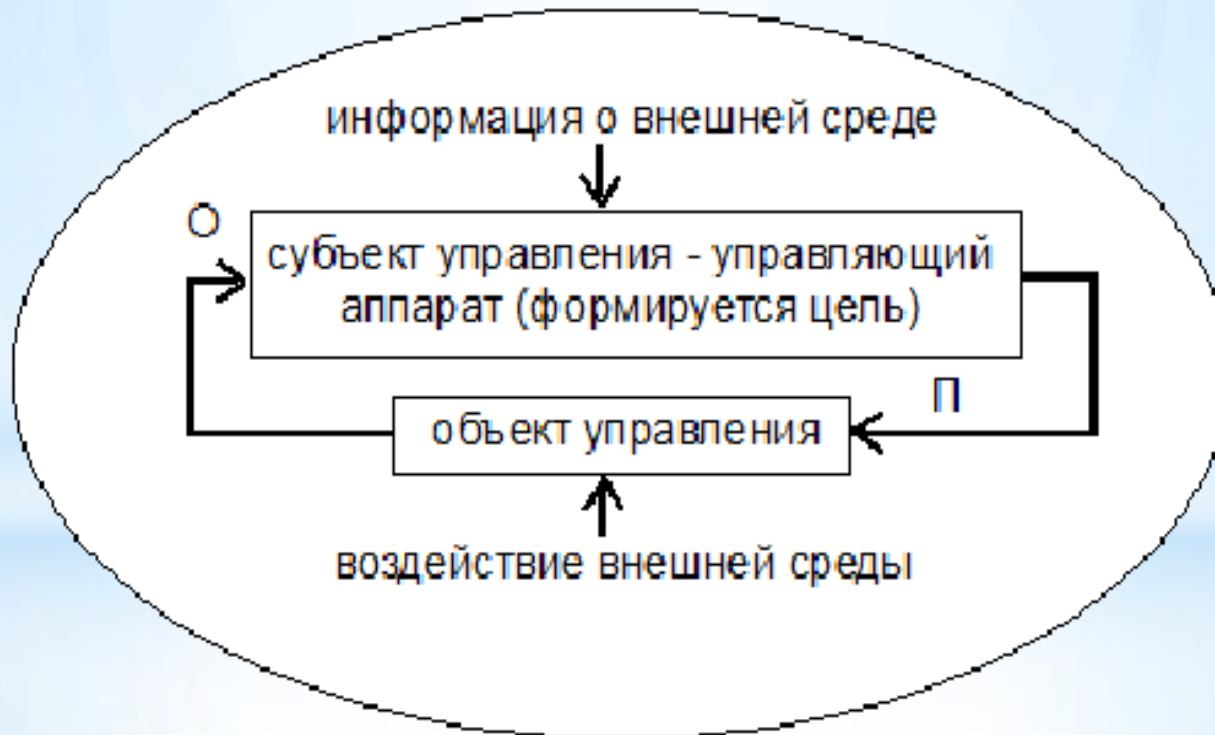 информация о внешней среде
О
субъект управления - управляющий
аппарат (формируется цель)
П
объект управления
воздействие внешней среды